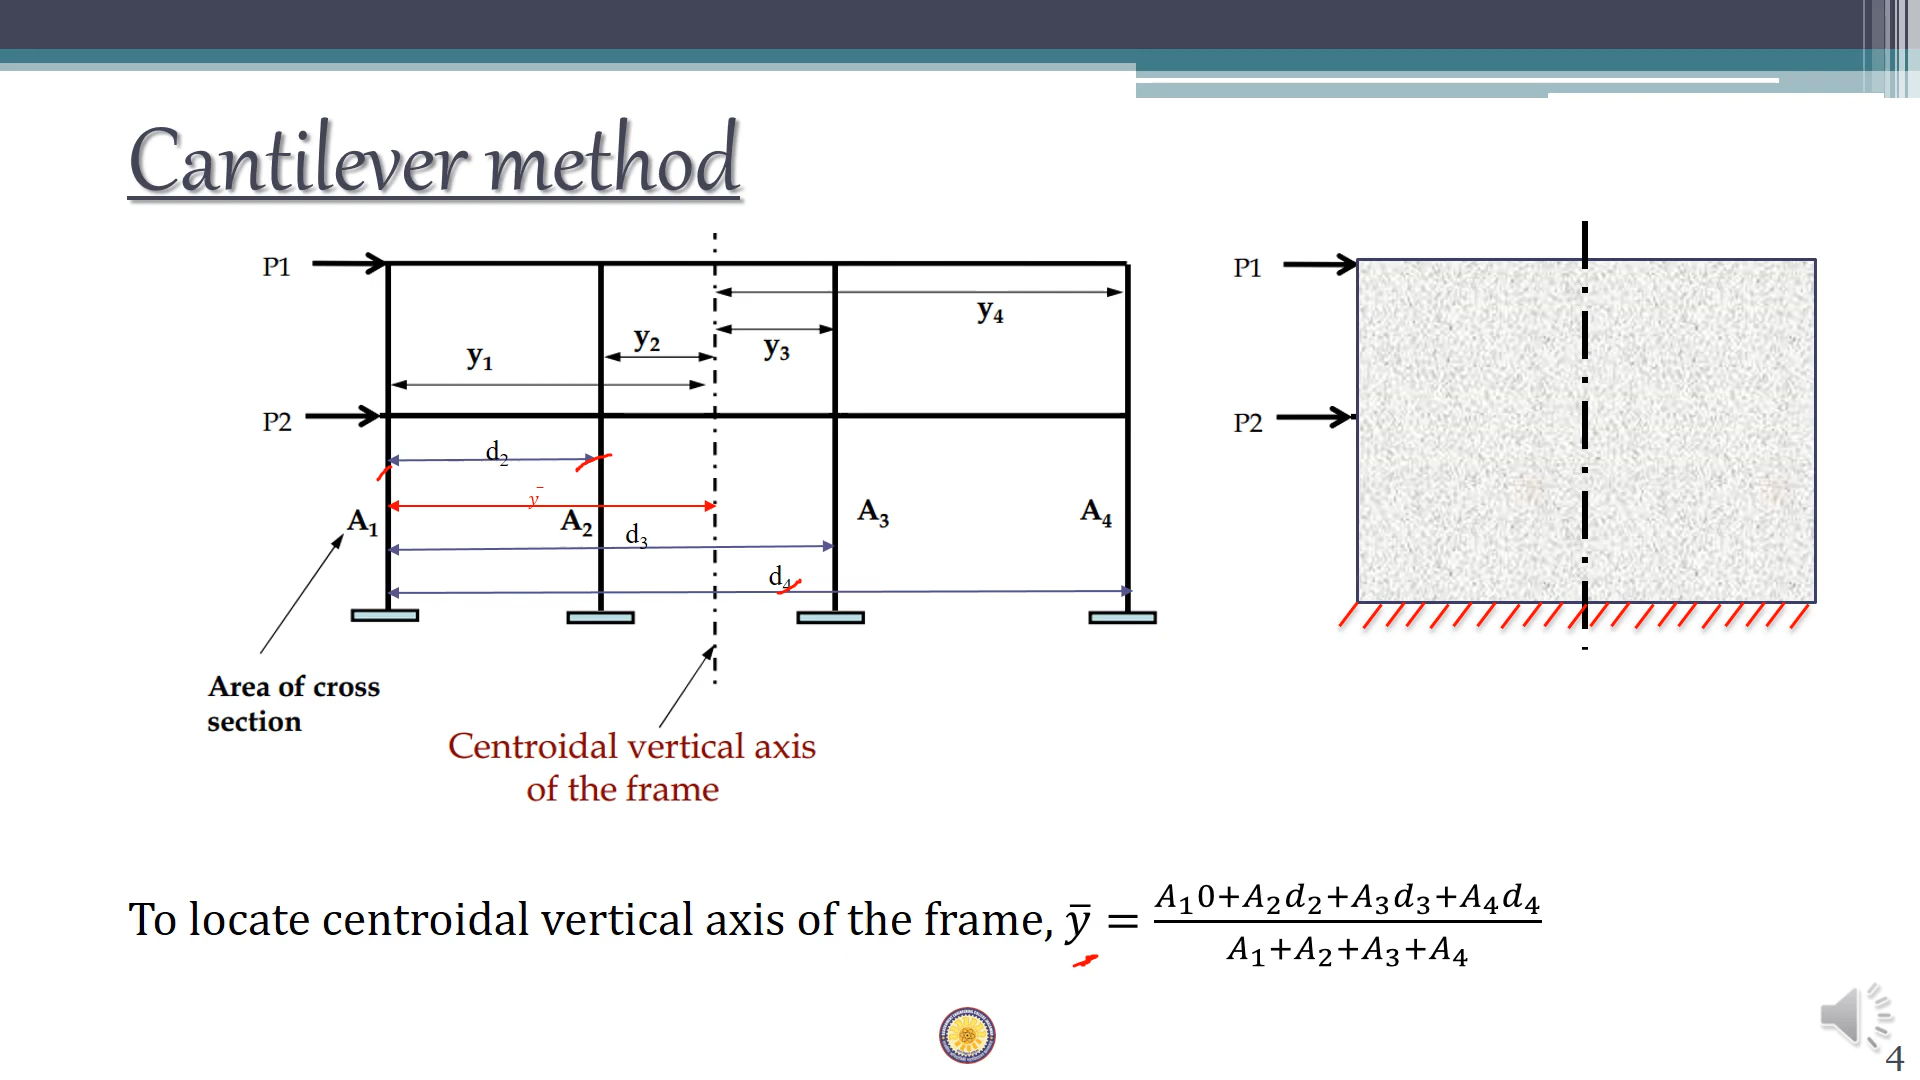 Cantilever method
P1
y₄
y₂
y₃
y₁
P2
d₂
y̅
A₁
A₂
d₃
A₃
A₄
d₄
Area of cross
section
Centroidal vertical axis
of the frame
P1
P2
To locate centroidal vertical axis of the frame, y̅ = (A₁0+A₂d₂+A₃d₃+A₄d₄)/(A₁+A₂+A₃+A₄)
4